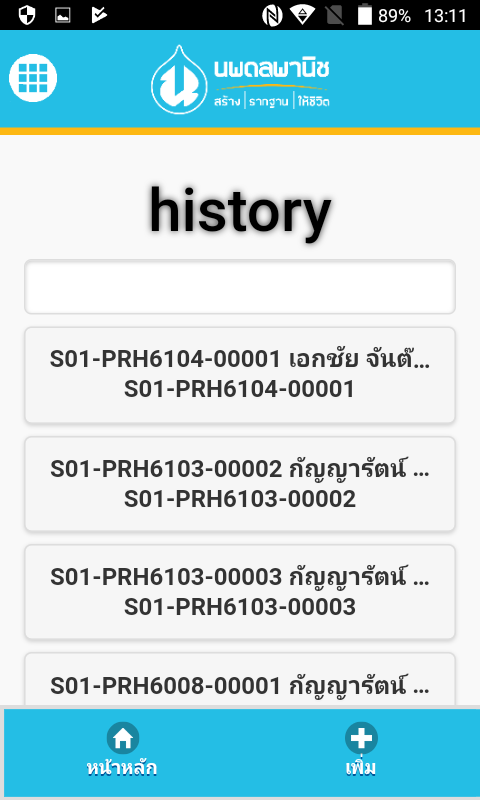 89% 13:11
นพดลพานิช
สร้าง | รากฐาน | ให้ชีวิต
history
S01-PRH6104-00001 เอกชัย จันต๊...
S01-PRH6104-00001
S01-PRH6103-00002 กัญญารัตน์ ...
S01-PRH6103-00002
S01-PRH6103-00003 กัญญารัตน์ ...
S01-PRH6103-00003
S01-PRH6008-00001 กัญญารัตน์ ...
หน้าหลัก
เพิ่ม